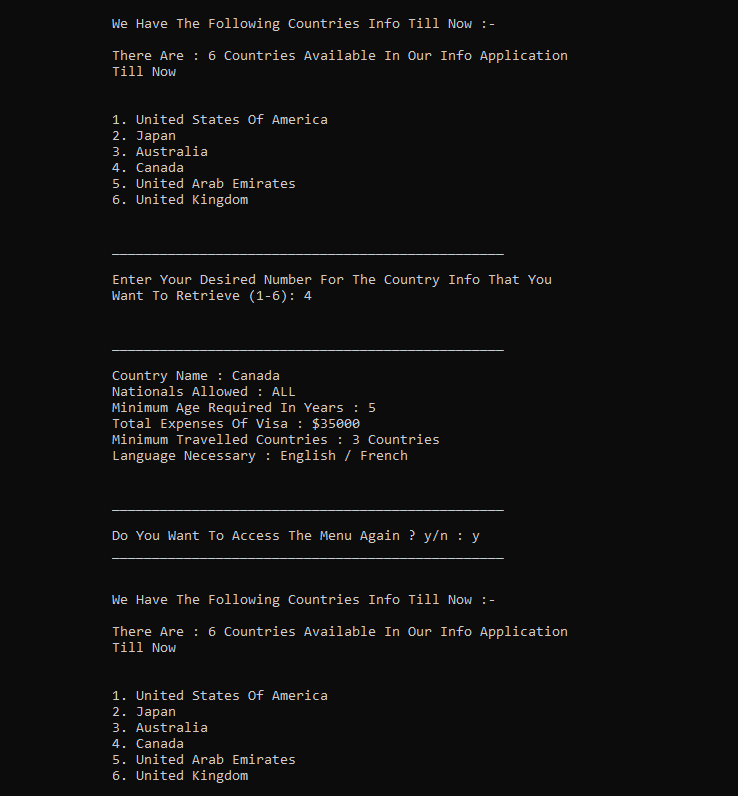 We Have The Following Countries Info Till Now :-
There Are : 6 Countries Available In Our Info Application
Till Now
1. United States Of America
2. Japan
3. Australia
4. Canada
5. United Arab Emirates
6. United Kingdom
_________________________________________________
Enter Your Desired Number For The Country Info That You
Want To Retrieve (1-6): 4
_________________________________________________
Country Name : Canada
Nationals Allowed : ALL
Minimum Age Required In Years : 5
Total Expenses Of Visa : $35000
Minimum Travelled Countries : 3 Countries
Language Necessary : English / French
_________________________________________________
Do You Want To Access The Menu Again ? y/n : y
_________________________________________________
We Have The Following Countries Info Till Now :-
There Are : 6 Countries Available In Our Info Application
Till Now
1. United States Of America
2. Japan
3. Australia
4. Canada
5. United Arab Emirates
6. United Kingdom